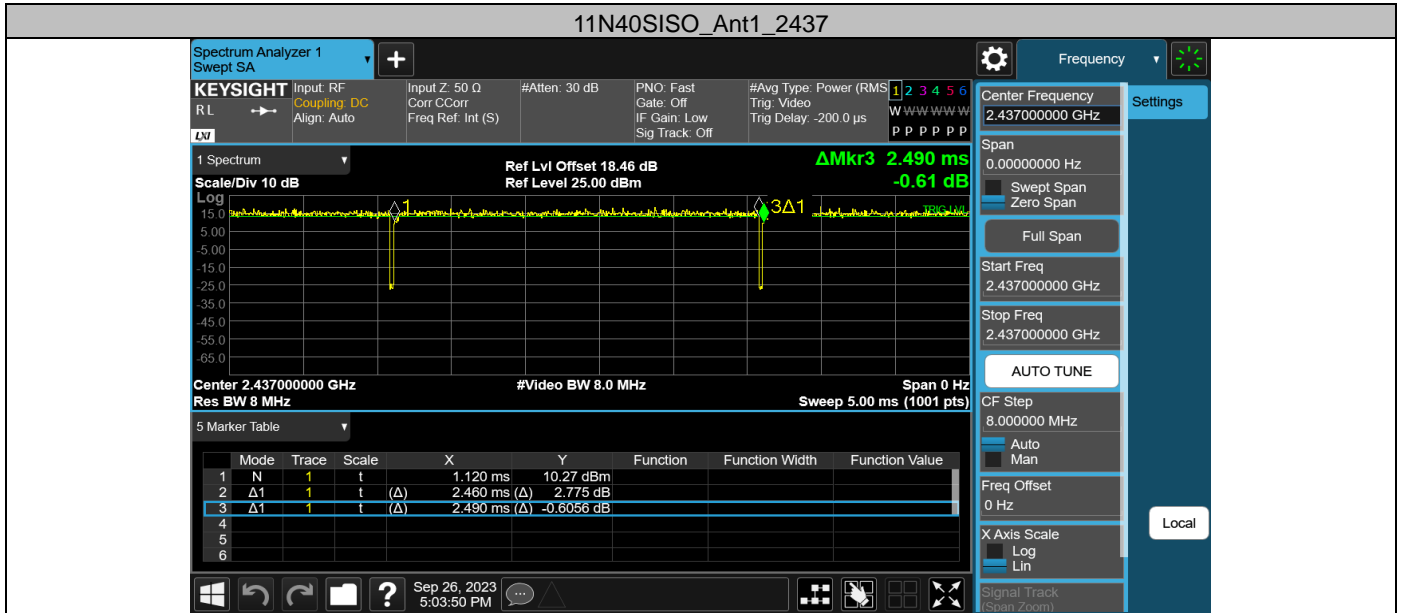 11N40SISO_Ant1_2437
Spectrum Analyzer 1
Swept SA
Frequency
KEYSIGHT
RL
LXI
Input: RF
Coupling: DC
Align: Auto
Input Z: 50 Ω
Corr CCorr
Freq Ref: Int (S)
#Atten: 30 dB
PNO: Fast
Gate: Off
IF Gain: Low
Sig Track: Off
#Avg Type: Power (RMS
Trig: Video
Trig Delay: -200.0 µs
1 2 3 4 5 6
W W W W W W
P P P P P P
1 Spectrum
Scale/Div 10 dB
Ref Lvl Offset 18.46 dB
Ref Level 25.00 dBm
ΔMkr3 2.490 ms
-0.61 dB
Log
15.0
5.00
-5.00
-15.0
-25.0
-35.0
-45.0
-55.0
-65.0
1
3Δ1
TRIG LVL
Center 2.437000000 GHz
#Video BW 8.0 MHz
Span 0 Hz
Res BW 8 MHz
Sweep 5.00 ms (1001 pts)
5 Marker Table
Mode Trace Scale X Y Function Function Width Function Value
1 N 1 t 1.120 ms 10.27 dBm
2 Δ1 1 t (Δ) 2.460 ms (Δ) 2.775 dB
3 Δ1 1 t (Δ) 2.490 ms (Δ) -0.6056 dB
4
5
6
?
Sep 26, 2023
5:03:50 PM
Center Frequency
2.437000000 GHz
Settings
Span
0.00000000 Hz
Swept Span
Zero Span
Full Span
Start Freq
2.437000000 GHz
Stop Freq
2.437000000 GHz
AUTO TUNE
CF Step
8.000000 MHz
Auto
Man
Freq Offset
0 Hz
Local
X Axis Scale
Log
Lin
Signal Track
(Span Zoom)